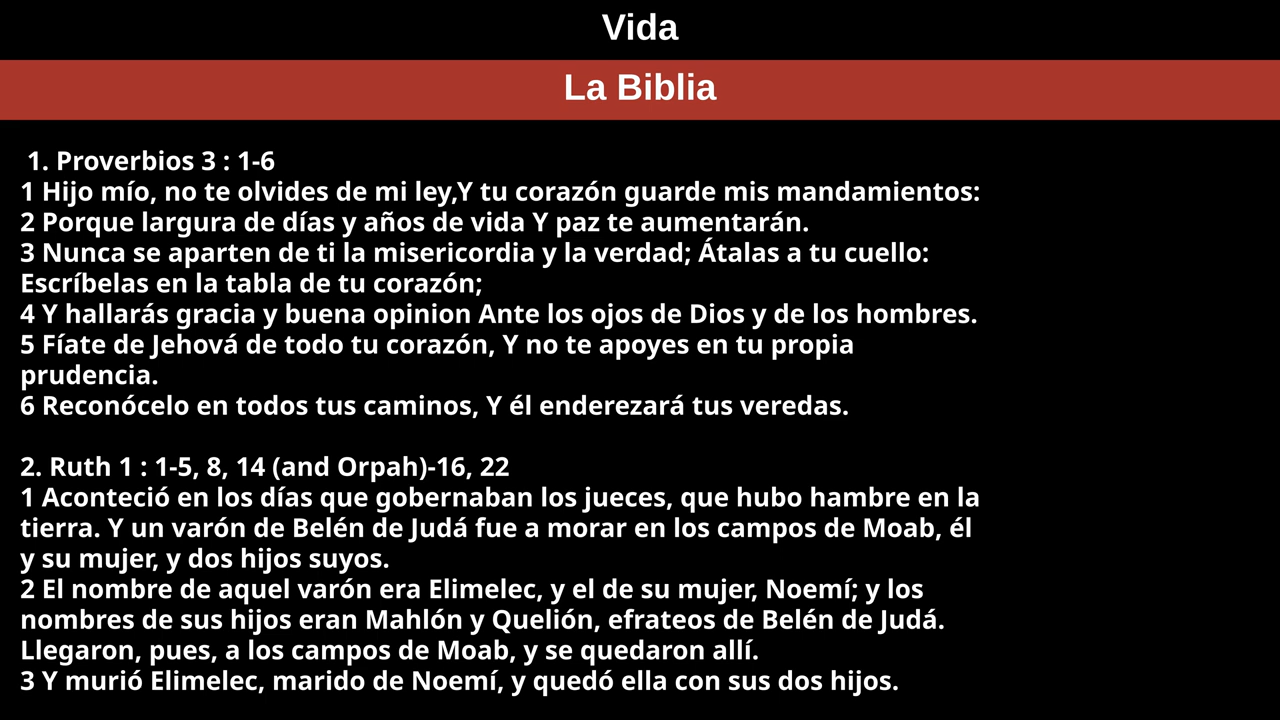 Vida
La Biblia
1. Proverbios 3 : 1-6
1 Hijo mío, no te olvides de mi ley,Y tu corazón guarde mis mandamientos:
2 Porque largura de días y años de vida Y paz te aumentarán.
3 Nunca se aparten de ti la misericordia y la verdad; Átalas a tu cuello:
Escríbelas en la tabla de tu corazón;
4 Y hallarás gracia y buena opinion Ante los ojos de Dios y de los hombres.
5 Fíate de Jehová de todo tu corazón, Y no te apoyes en tu propia
prudencia.
6 Reconócelo en todos tus caminos, Y él enderezará tus veredas.
2. Ruth 1 : 1-5, 8, 14 (and Orpah)-16, 22
1 Aconteció en los días que gobernaban los jueces, que hubo hambre en la
tierra. Y un varón de Belén de Judá fue a morar en los campos de Moab, él
y su mujer, y dos hijos suyos.
2 El nombre de aquel varón era Elimelec, y el de su mujer, Noemí; y los
nombres de sus hijos eran Mahlón y Quelión, efrateos de Belén de Judá.
Llegaron, pues, a los campos de Moab, y se quedaron allí.
3 Y murió Elimelec, marido de Noemí, y quedó ella con sus dos hijos.